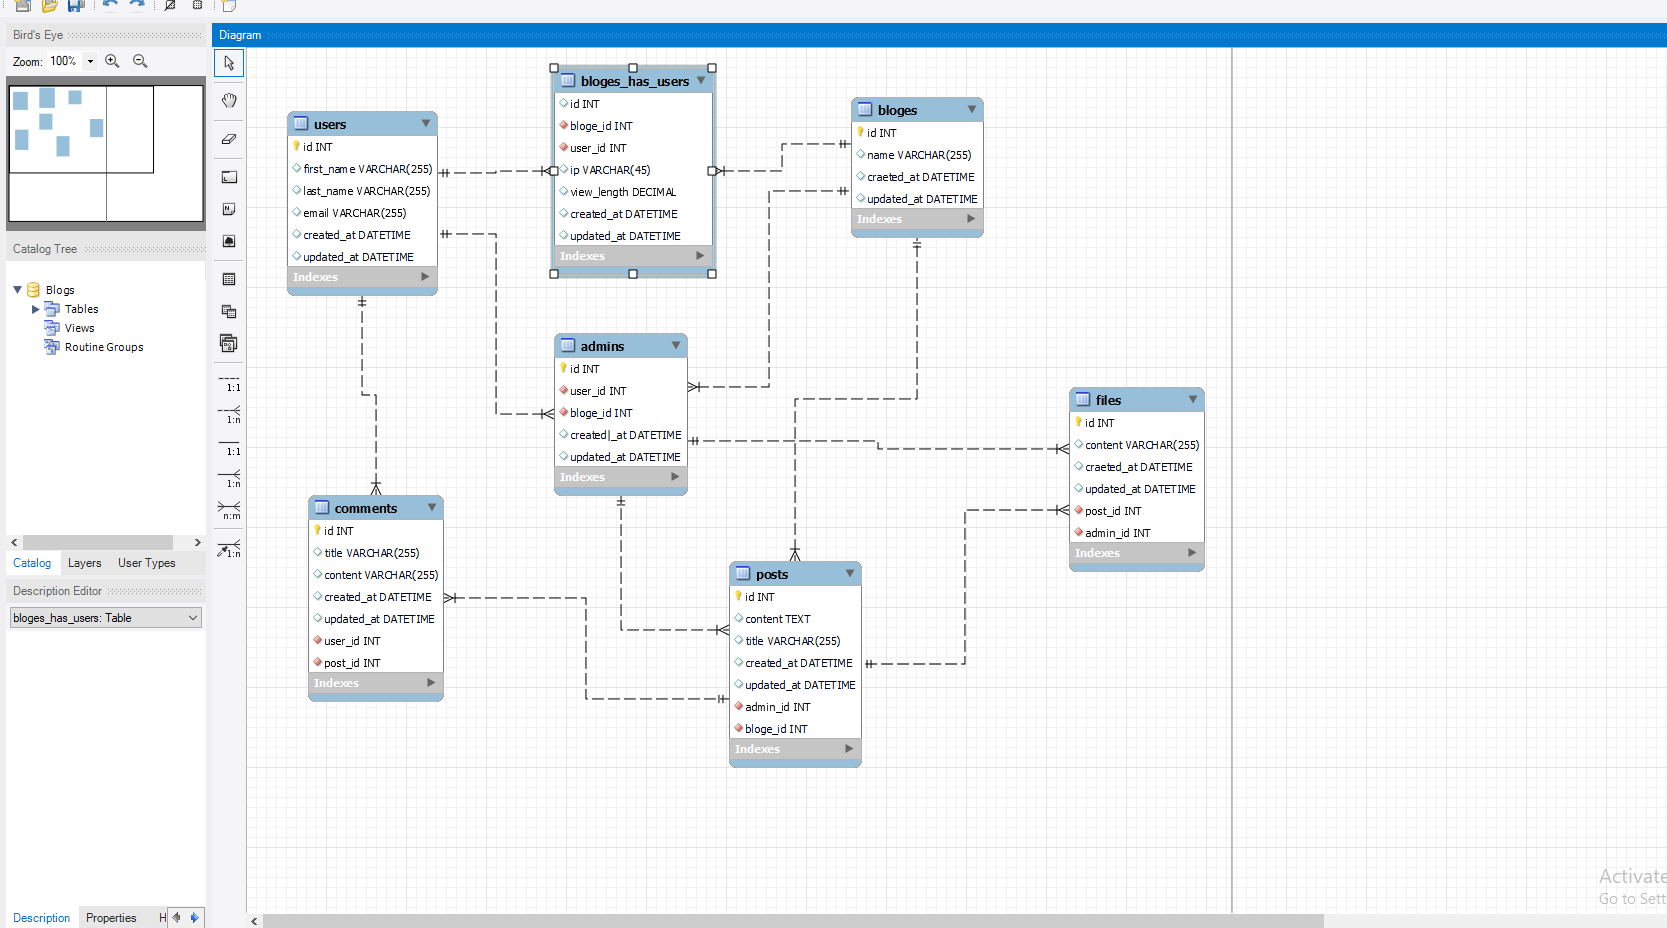 Bird's Eye
Zoom: 100%
Catalog Tree
Blogs
Tables
Views
Routine Groups
Catalog Layers User Types
Description Editor
bloges_has_users: Table
Description Properties H
Diagram
1:1
1:n
1:1
1:n
n:m
1:n
users
id INT
first_name VARCHAR(255)
last_name VARCHAR(255)
email VARCHAR(255)
created_at DATETIME
updated_at DATETIME
Indexes
bloges_has_users
id INT
bloge_id INT
user_id INT
ip VARCHAR(45)
view_length DECIMAL
created_at DATETIME
updated_at DATETIME
Indexes
bloges
id INT
name VARCHAR(255)
craeted_at DATETIME
updated_at DATETIME
Indexes
admins
id INT
user_id INT
bloge_id INT
created|_at DATETIME
updated_at DATETIME
Indexes
files
id INT
content VARCHAR(255)
craeted_at DATETIME
updated_at DATETIME
post_id INT
admin_id INT
Indexes
comments
id INT
title VARCHAR(255)
content VARCHAR(255)
created_at DATETIME
updated_at DATETIME
user_id INT
post_id INT
Indexes
posts
id INT
content TEXT
title VARCHAR(255)
created_at DATETIME
updated_at DATETIME
admin_id INT
bloge_id INT
Indexes
Activate
Go to Sett